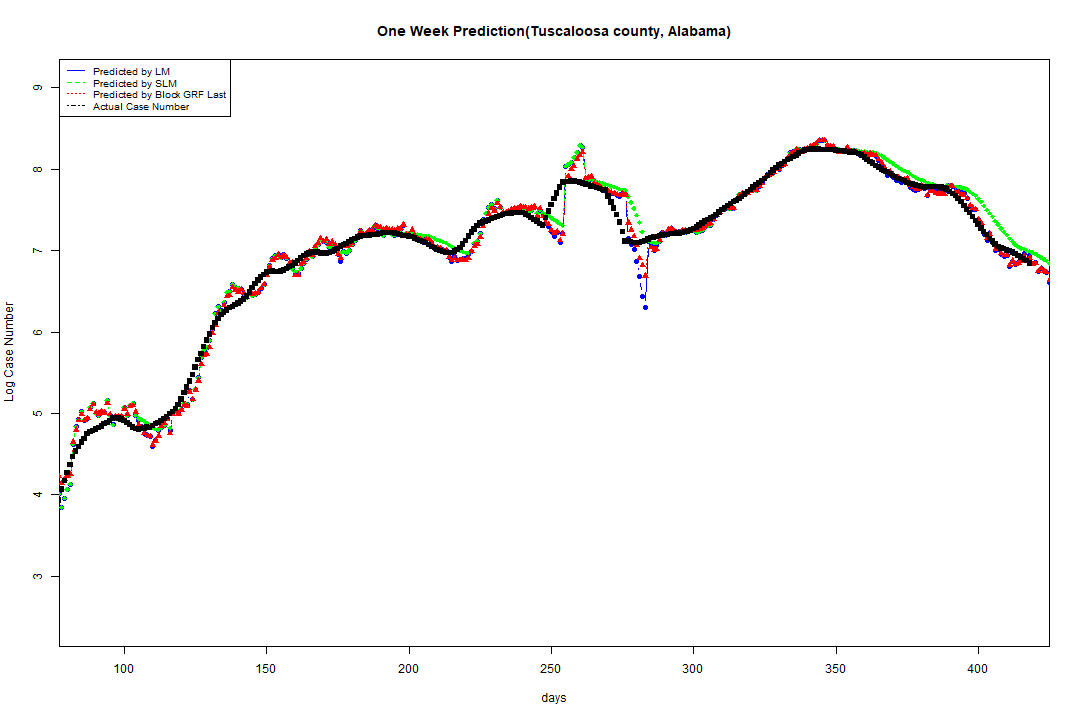 One Week Prediction(Tuscaloosa county, Alabama)
Predicted by LM
Predicted by SLM
Predicted by Block GRF Last
Actual Case Number
Log Case Number
9
8
7
6
5
4
3
100 150 200 250 300 350 400
days